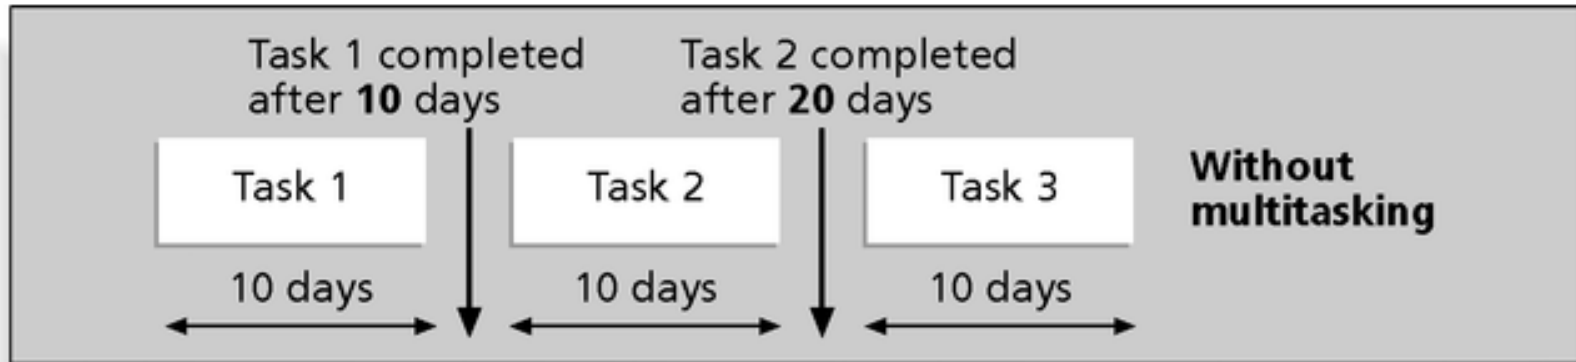 Task 1 completed
after 10 days
Task 2 completed
after 20 days
Task 1
Task 2
Task 3
Without
multitasking
10 days
10 days
10 days